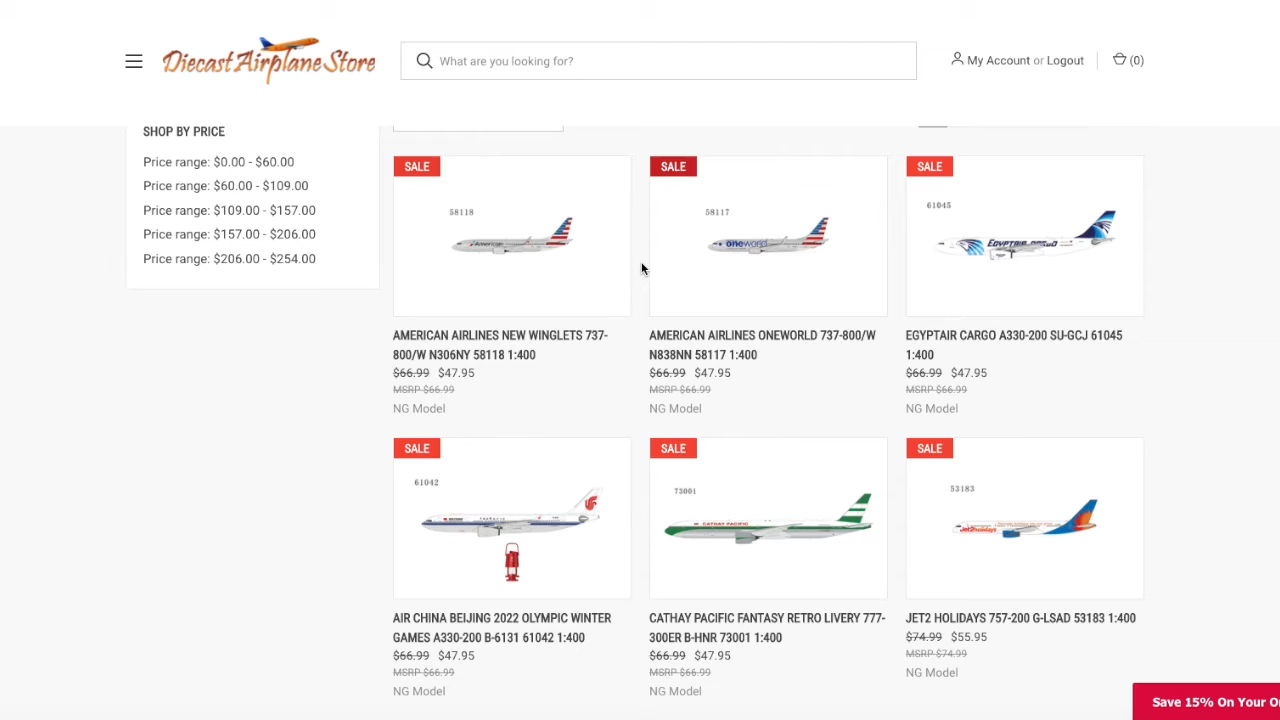 Diecast Airplane Store
What are you looking for?
My Account or Logout
(0)
SHOP BY PRICE
Price range: $0.00 - $60.00
Price range: $60.00 - $109.00
Price range: $109.00 - $157.00
Price range: $157.00 - $206.00
Price range: $206.00 - $254.00
SALE
58118
American
AMERICAN AIRLINES NEW WINGLETS 737-
800/W N306NY 58118 1:400
$66.99 $47.95
MSRP $66.99
NG Model
SALE
58117
oneworld
AMERICAN AIRLINES ONEWORLD 737-800/W
N838NN 58117 1:400
$66.99 $47.95
MSRP $66.99
NG Model
SALE
61045
EGYPTAIR CARGO
EGYPTAIR CARGO A330-200 SU-GCJ 61045
1:400
$66.99 $47.95
MSRP $66.99
NG Model
SALE
61042
AIR CHINA BEIJING 2022 OLYMPIC WINTER
GAMES A330-200 B-6131 61042 1:400
$66.99 $47.95
MSRP $66.99
NG Model
SALE
73001
CATHAY PACIFIC
CATHAY PACIFIC FANTASY RETRO LIVERY 777-
300ER B-HNR 73001 1:400
$66.99 $47.95
MSRP $66.99
NG Model
SALE
53183
Jet2holidays
JET2 HOLIDAYS 757-200 G-LSAD 53183 1:400
$74.99 $55.95
MSRP $74.99
NG Model
Save 15% On Your O